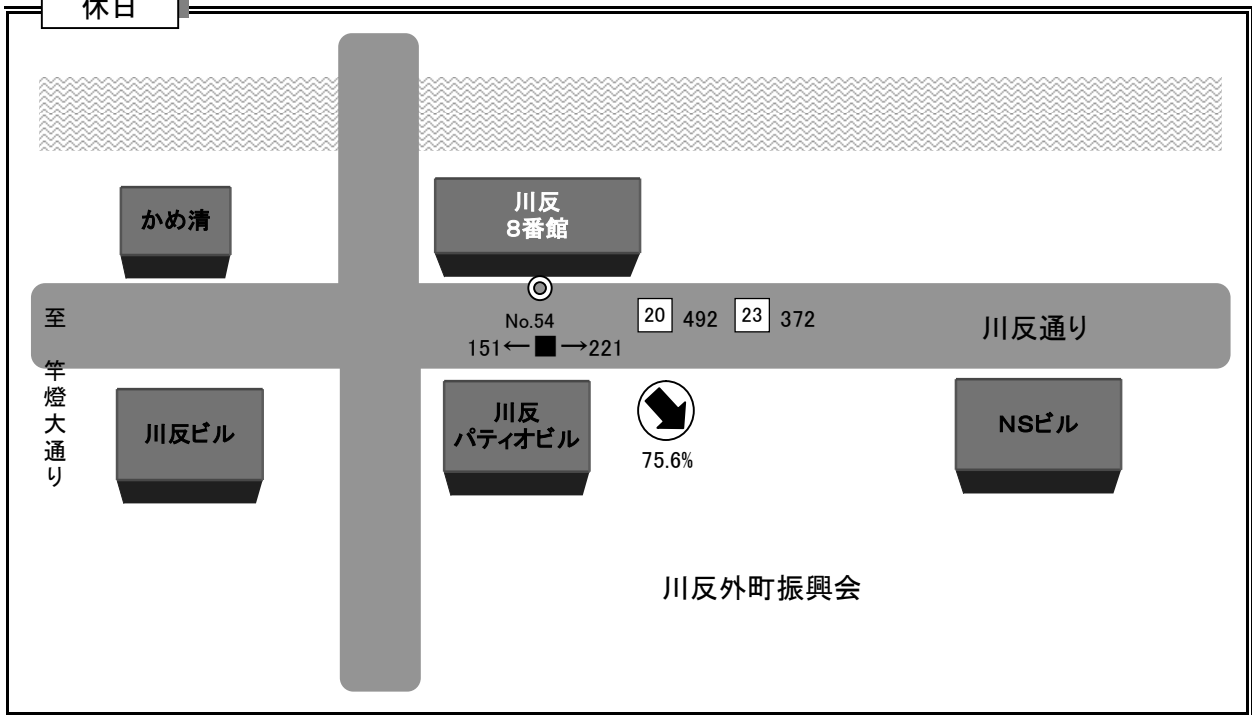 休日
かめ清
川反
8番館
至 竿燈大通り
No.54
151←■→221
20 492 23 372
川反通り
川反ビル
川反
パティオビル
75.6%
NSビル
川反外町振興会